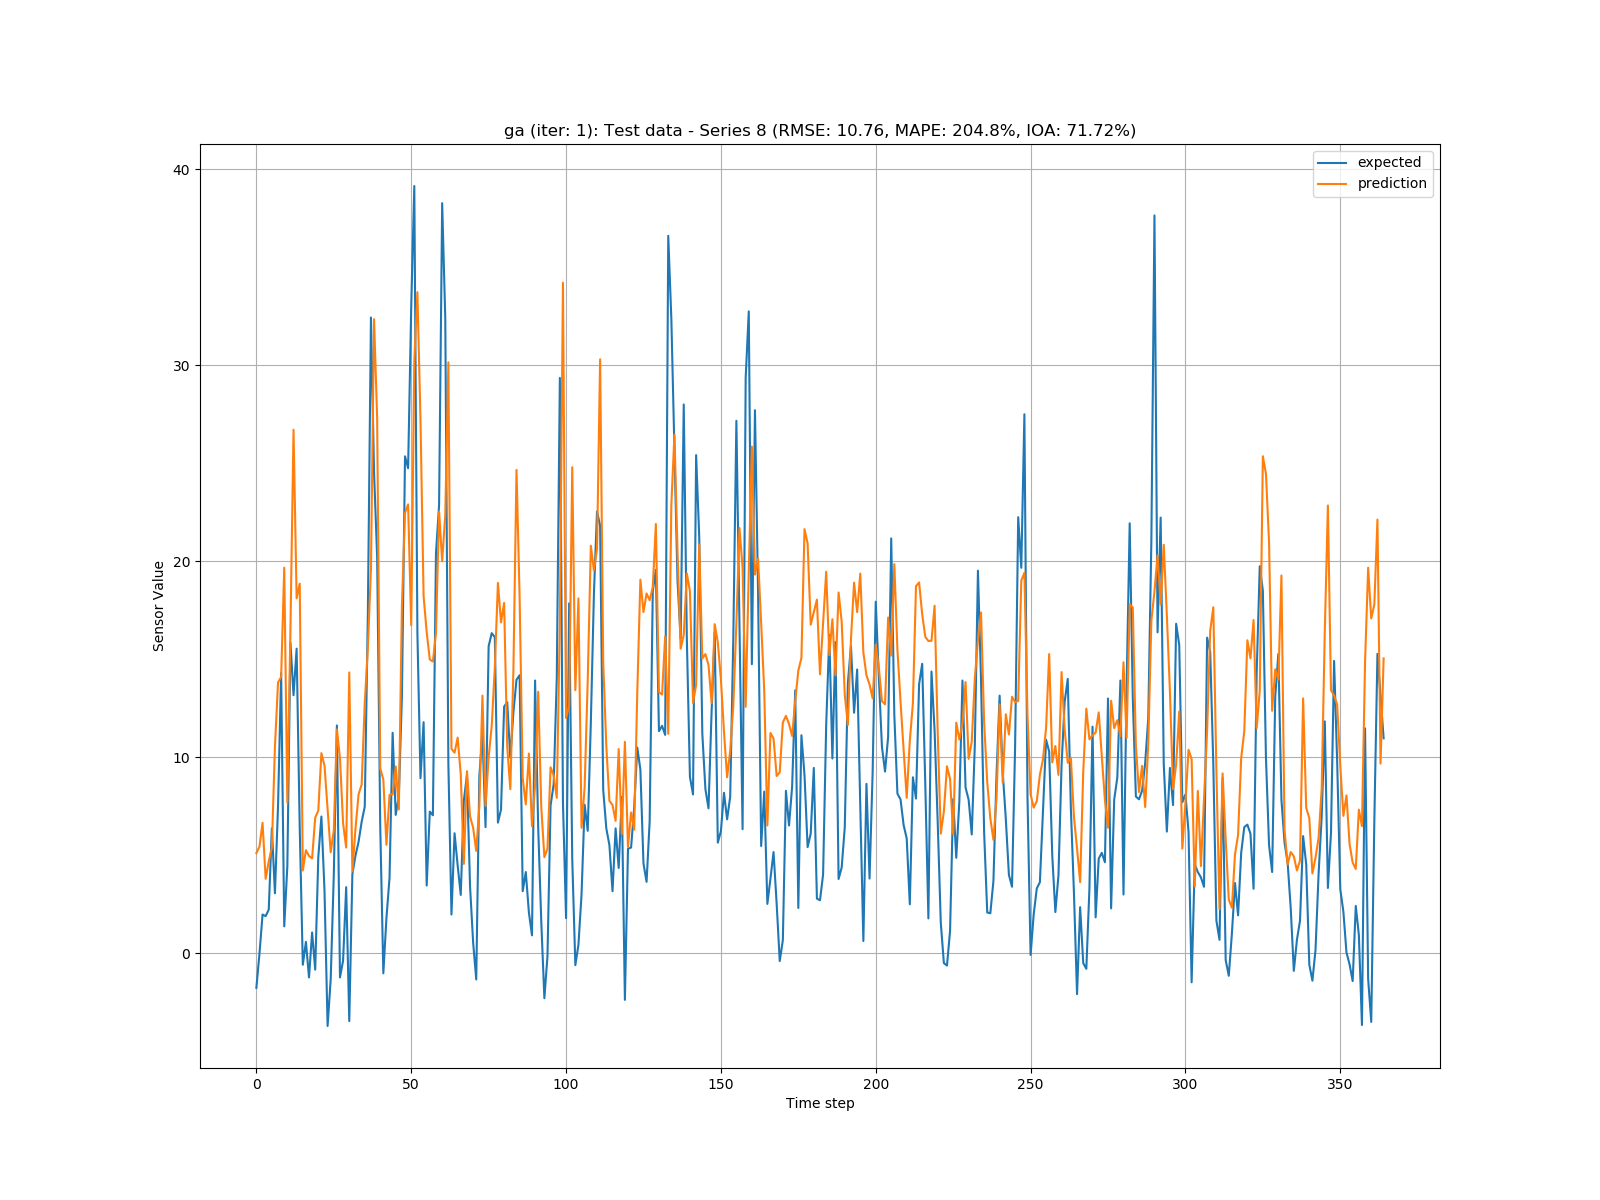 ga (iter: 1): Test data - Series 8 (RMSE: 10.76, MAPE: 204.8%, IOA: 71.72%)
expected
prediction
40
30
20
10
0
Sensor Value
0 50 100 150 200 250 300 350
Time step